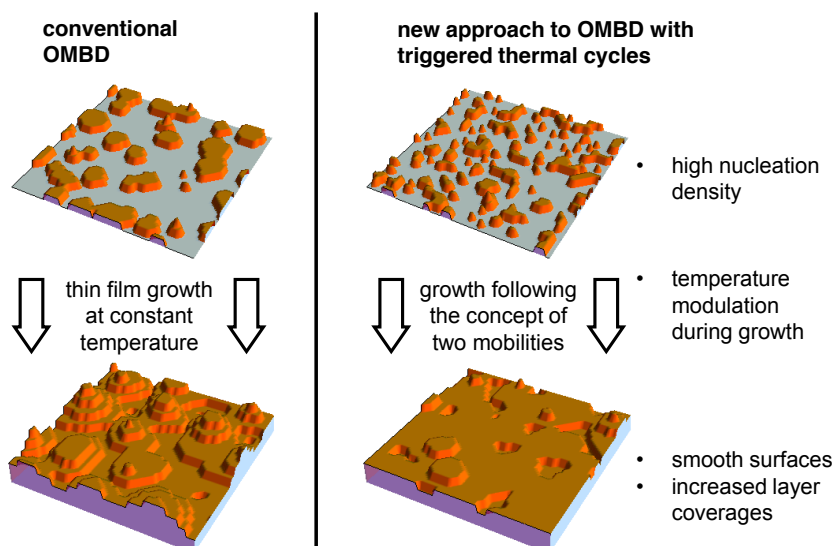 conventional
OMBD
new approach to OMBD with
triggered thermal cycles
• high nucleation
density
thin film growth
at constant
temperature
growth following
the concept of
two mobilities
• temperature
modulation
during growth
• smooth surfaces
• increased layer
coverages